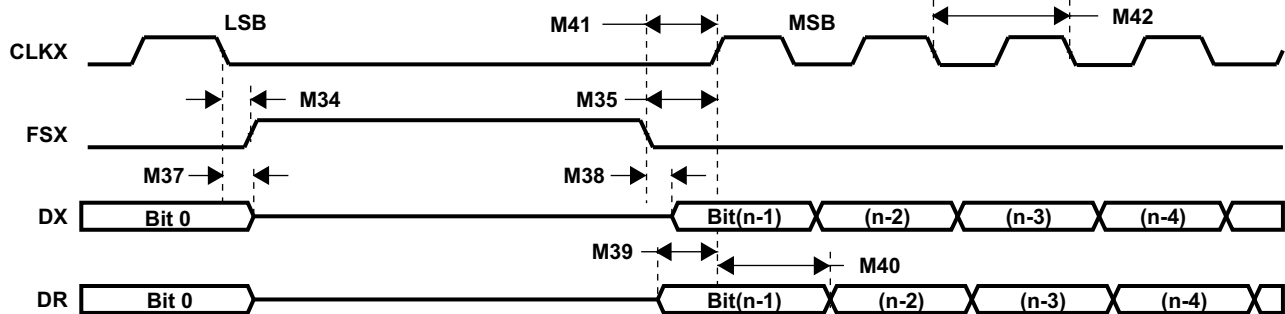 LSB M41 MSB M42
CLKX
M34 M35
FSX
M37 M38
DX Bit 0 Bit(n-1) (n-2) (n-3) (n-4)
M39 M40
DR Bit 0 Bit(n-1) (n-2) (n-3) (n-4)